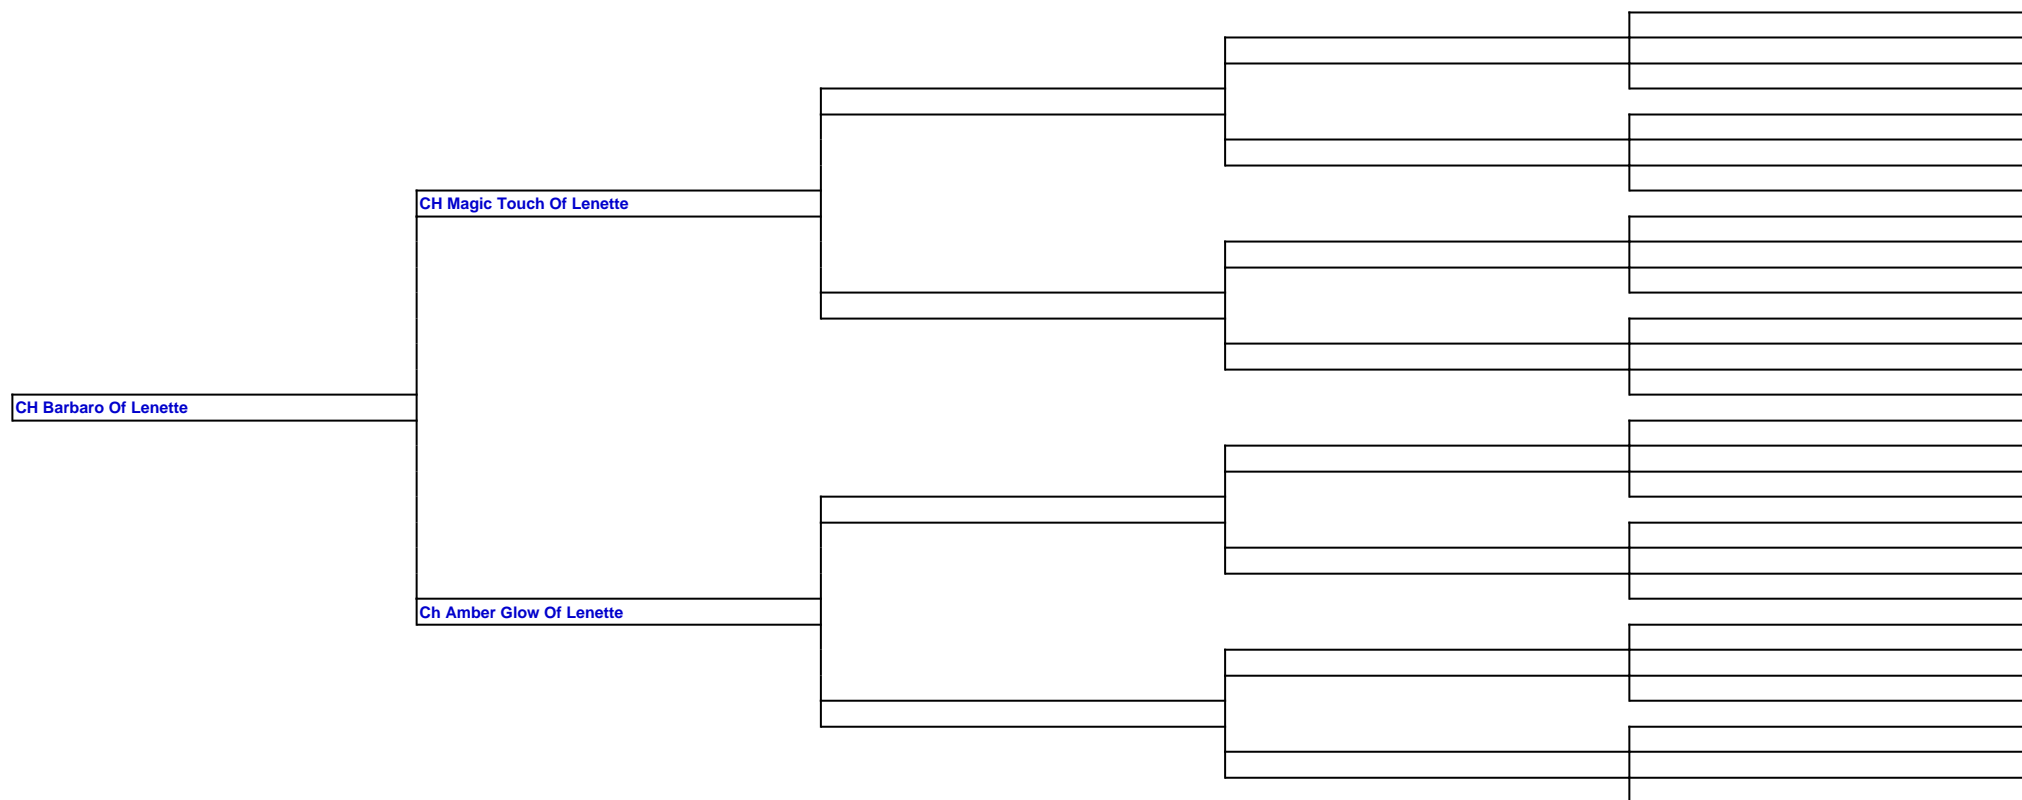 CH Magic Touch Of Lenette
CH Barbaro Of Lenette
Ch Amber Glow Of Lenette